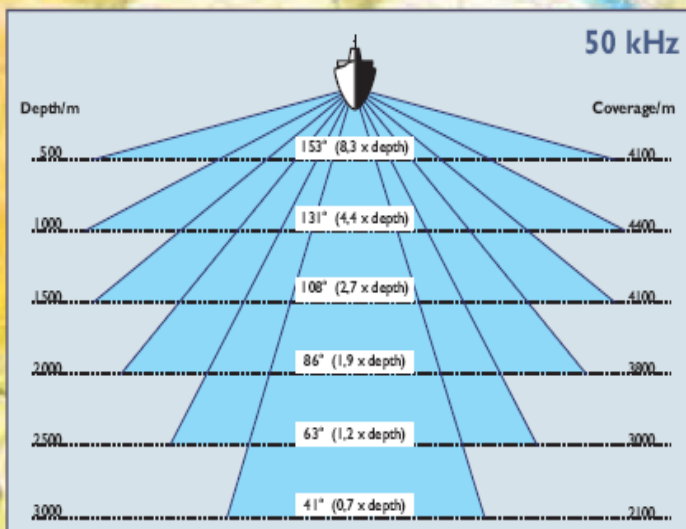 50 kHz
Depth/m Coverage/m
500 153° (8,3 x depth) 4100
1000 131° (4,4 x depth) 4400
1500 108° (2,7 x depth) 4100
2000 86° (1,9 x depth) 3800
2500 63° (1,2 x depth) 3000
3000 41° (0,7 x depth) 2100